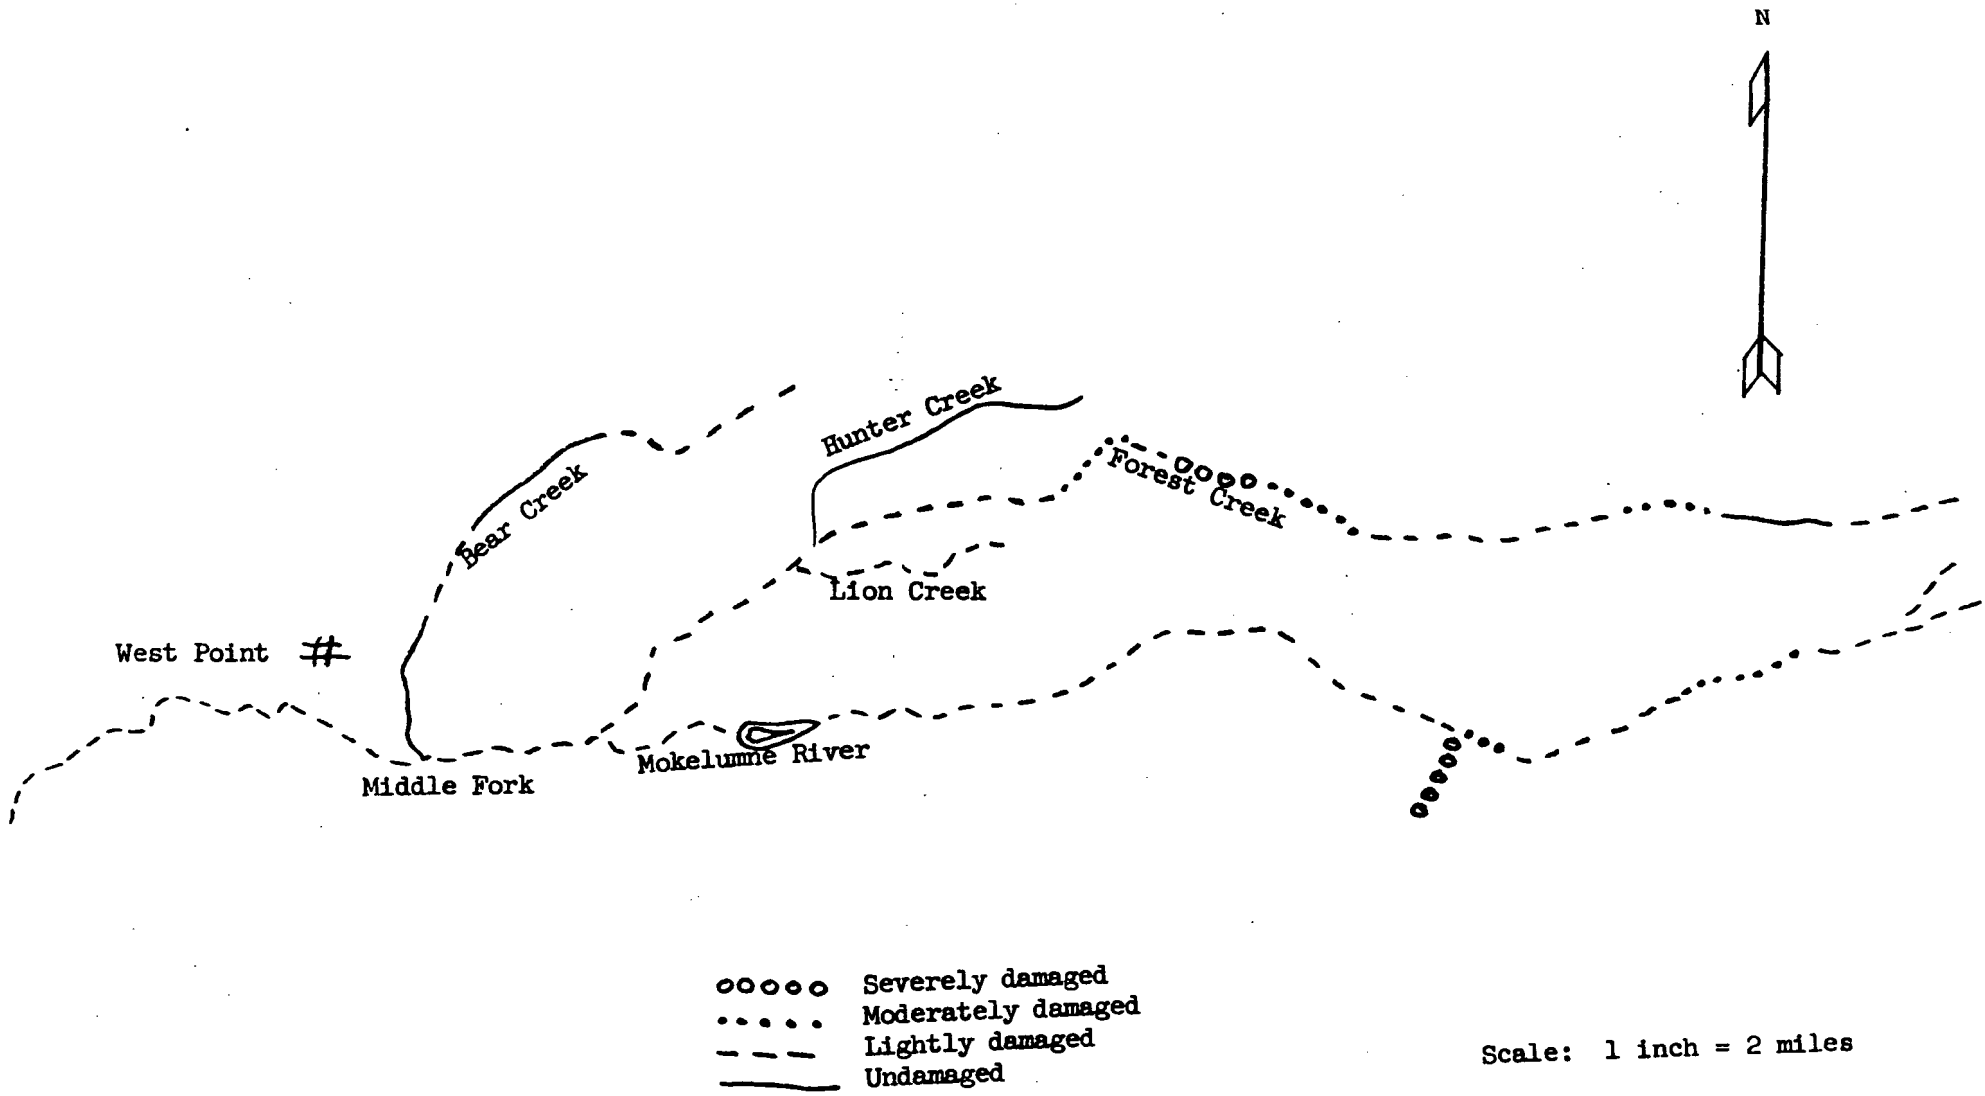 N
Hunter Creek
Forest Creek
Bear Creek
Lion Creek
West Point
Mokelumne River
Middle Fork
Severely damaged
Moderately damaged
Lightly damaged
Undamaged
Scale: 1 inch = 2 miles